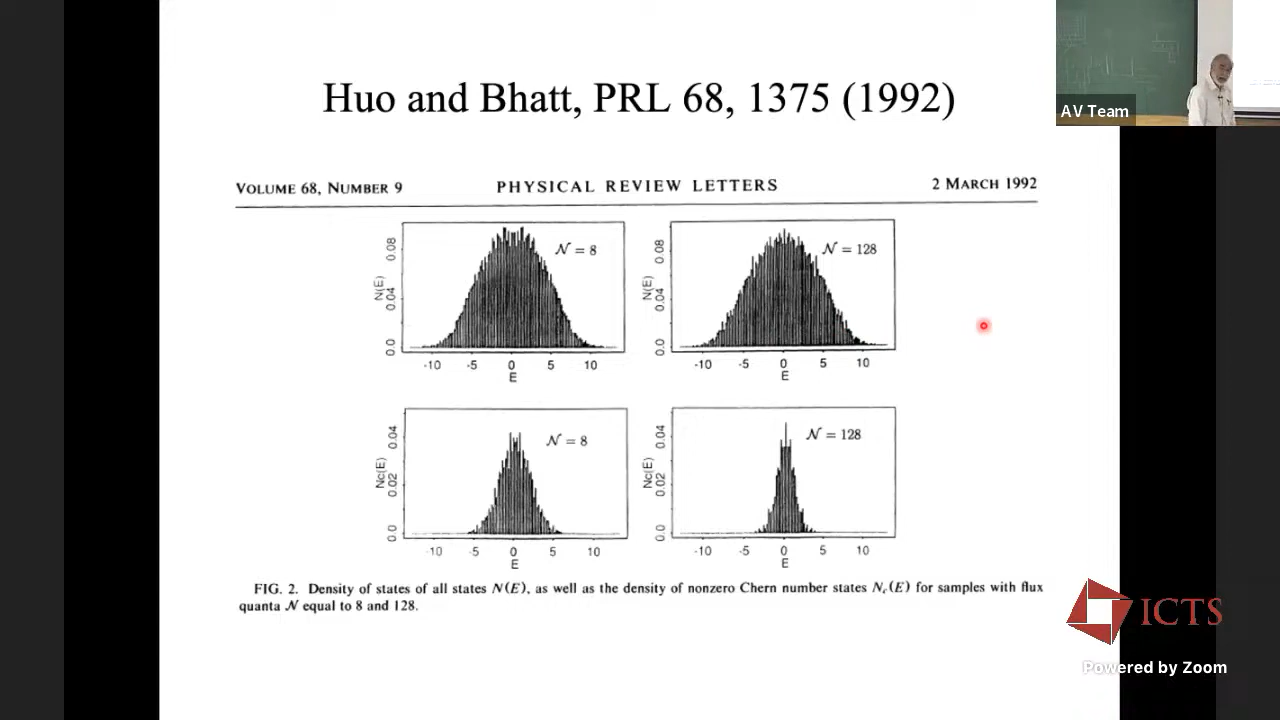 Huo and Bhatt, PRL 68, 1375 (1992)
AV Team
VOLUME 68, NUMBER 9 PHYSICAL REVIEW LETTERS 2 MARCH 1992
0.08
0.04
0.0
N(E)
𝒩 = 8
-10 -5 0 5 10
E
0.08
0.04
0.0
N(E)
𝒩 = 128
-10 -5 0 5 10
E
0.04
0.02
0.0
Nc(E)
𝒩 = 8
-10 -5 0 5 10
E
0.04
0.02
0.0
Nc(E)
𝒩 = 128
-10 -5 0 5 10
E
FIG. 2. Density of states of all states N(E), as well as the density of nonzero Chern number states Nc(E) for samples with flux
quanta 𝒩 equal to 8 and 128.
ICTS
Powered by Zoom